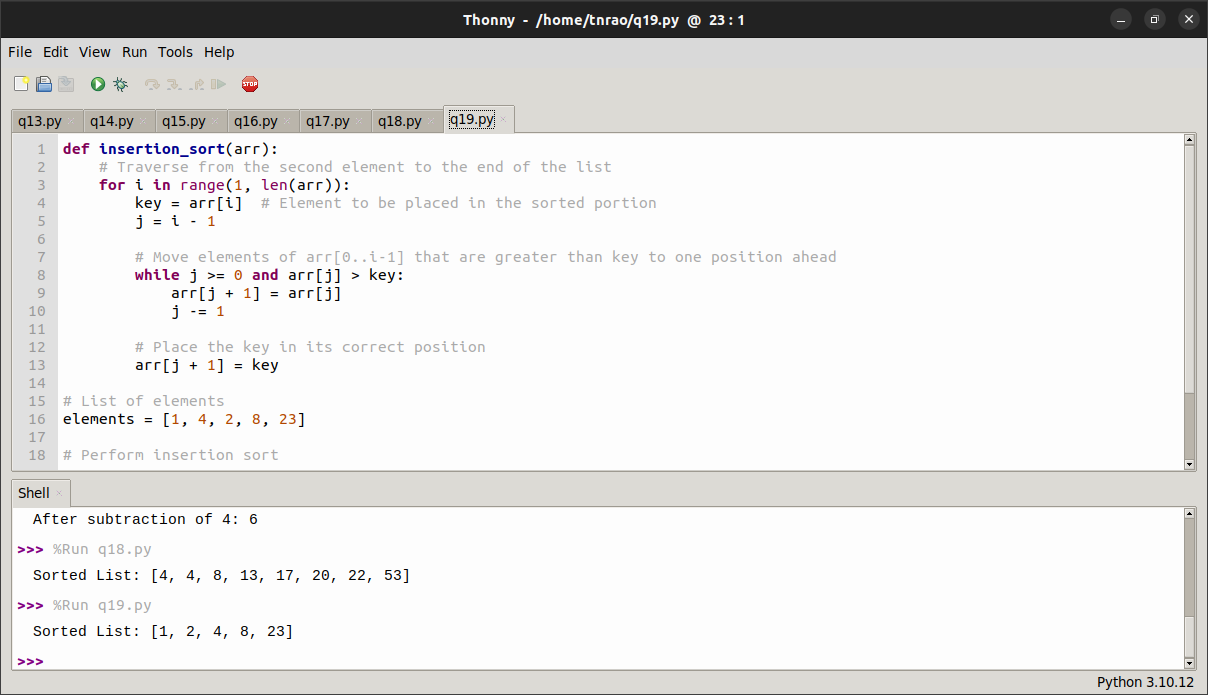 Thonny - /home/tnrao/q19.py @ 23 : 1
File Edit View Run Tools Help
STOP
q13.py q14.py q15.py q16.py q17.py q18.py q19.py
1 def insertion_sort(arr):
2     # Traverse from the second element to the end of the list
3     for i in range(1, len(arr)):
4         key = arr[i]  # Element to be placed in the sorted portion
5         j = i - 1
6
7         # Move elements of arr[0..i-1] that are greater than key to one position ahead
8         while j >= 0 and arr[j] > key:
9             arr[j + 1] = arr[j]
10             j -= 1
11
12         # Place the key in its correct position
13         arr[j + 1] = key
14
15 # List of elements
16 elements = [1, 4, 2, 8, 23]
17
18 # Perform insertion sort
Shell
After subtraction of 4: 6
>>> %Run q18.py
Sorted List: [4, 4, 8, 13, 17, 20, 22, 53]
>>> %Run q19.py
Sorted List: [1, 2, 4, 8, 23]
>>>
Python 3.10.12